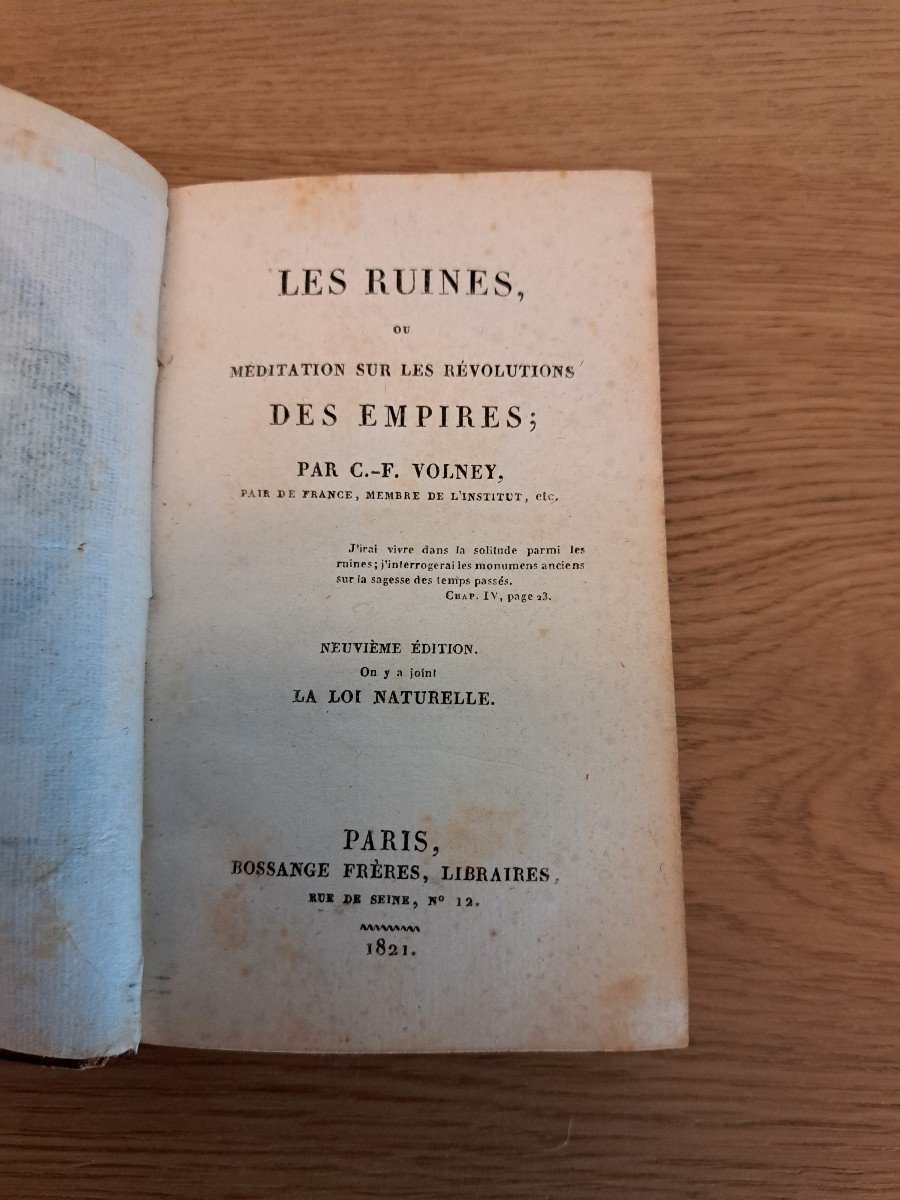 LES RUINES,
OU
MÉDITATION SUR LES RÉVOLUTIONS
DES EMPIRES;
PAR C.-F. VOLNEY,
PAIR DE FRANCE, MEMBRE DE L'INSTITUT, etc.
J'irai vivre dans la solitude parmi les
ruines; j'interrogerai les monumens anciens
sur la sagesse des temps passés.
CHAP. IV, page 23.
NEUVIÈME ÉDITION.
On y a joint
LA LOI NATURELLE.
PARIS,
BOSSANGE FRÈRES, LIBRAIRES,
RUE DE SEINE, Nº 12.
1821.